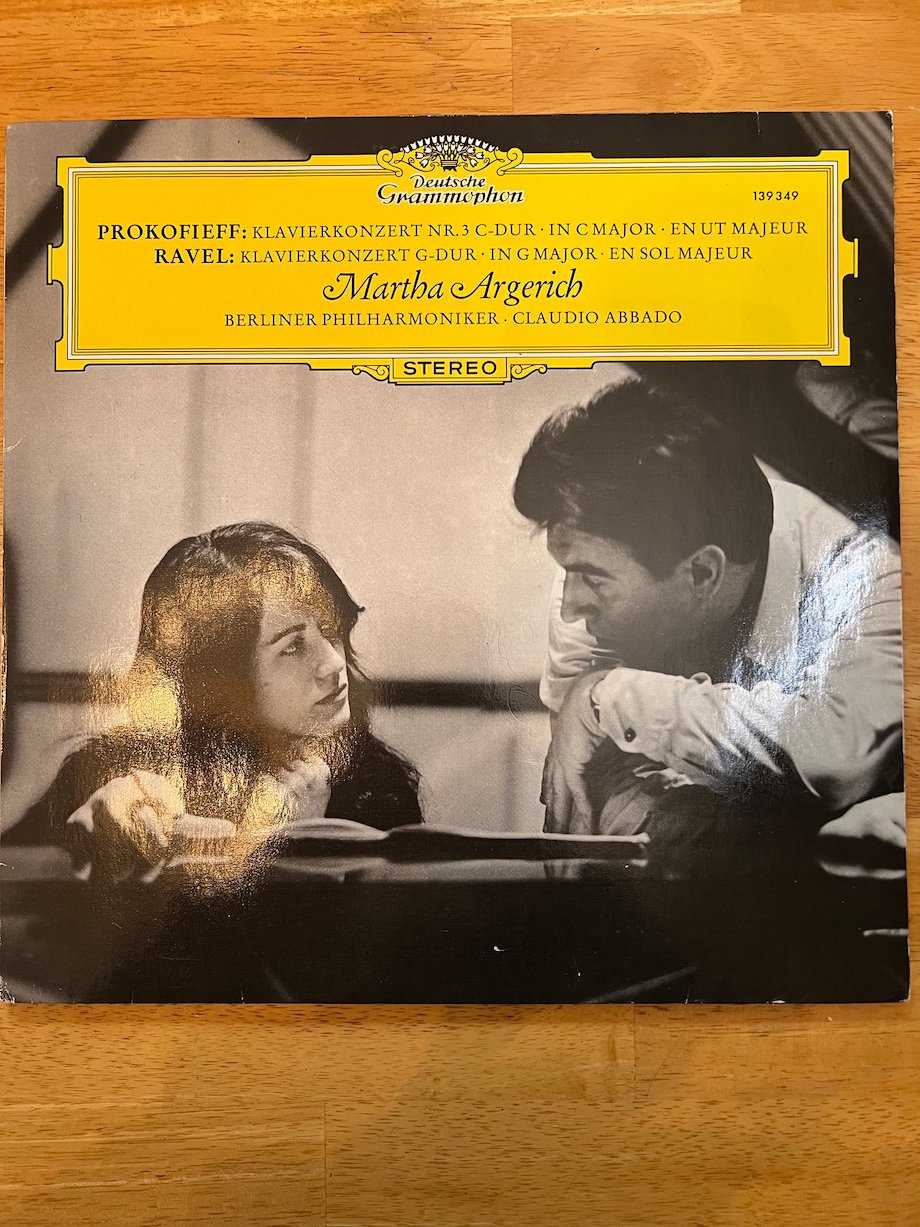 Deutsche
Grammophon
139 349
PROKOFIEFF: KLAVIERKONZERT NR. 3 C-DUR · IN C MAJOR · EN UT MAJEUR
RAVEL: KLAVIERKONZERT G-DUR · IN G MAJOR · EN SOL MAJEUR
Martha Argerich
BERLINER PHILHARMONIKER · CLAUDIO ABBADO
STEREO